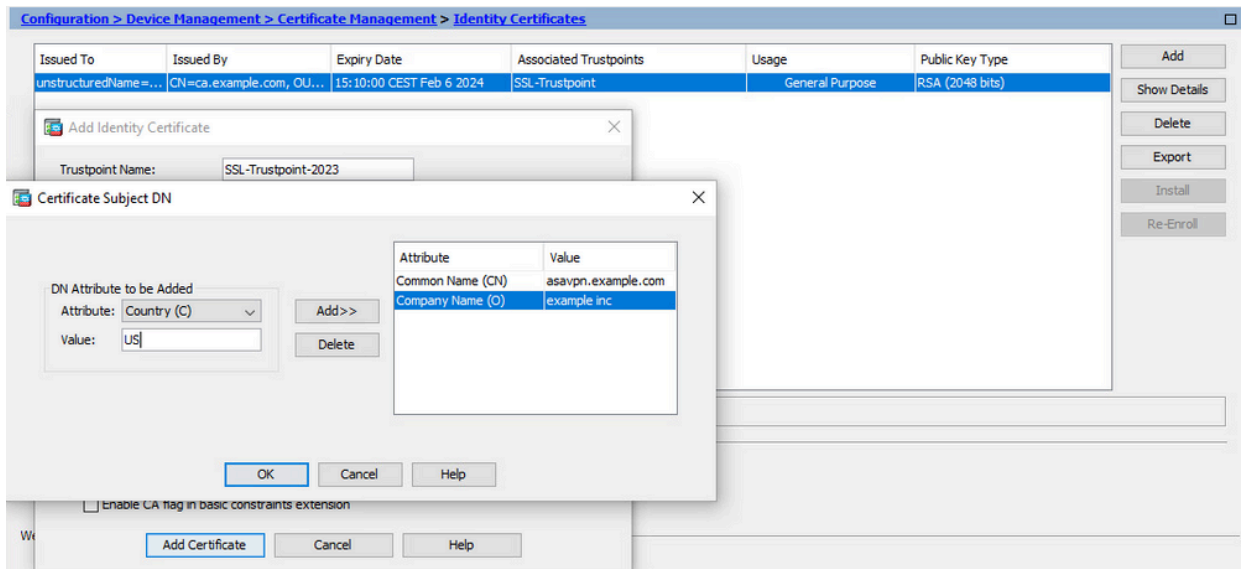 Configuration > Device Management > Certificate Management > Identity Certificates
Issued To Issued By Expiry Date Associated Trustpoints Usage Public Key Type
unstructuredName=... CN=ca.example.com, OU... 15:10:00 CEST Feb 6 2024 SSL-Trustpoint General Purpose RSA (2048 bits)
Add
Show Details
Delete
Export
Install
Re-Enroll
Add Identity Certificate
Trustpoint Name: SSL-Trustpoint-2023
Certificate Subject DN
DN Attribute to be Added
Attribute: Country (C)
Value: US
Add>>
Delete
Attribute Value
Common Name (CN) asavpn.example.com
Company Name (O) example inc
OK Cancel Help
Enable CA flag in basic constraints extension
Add Certificate Cancel Help